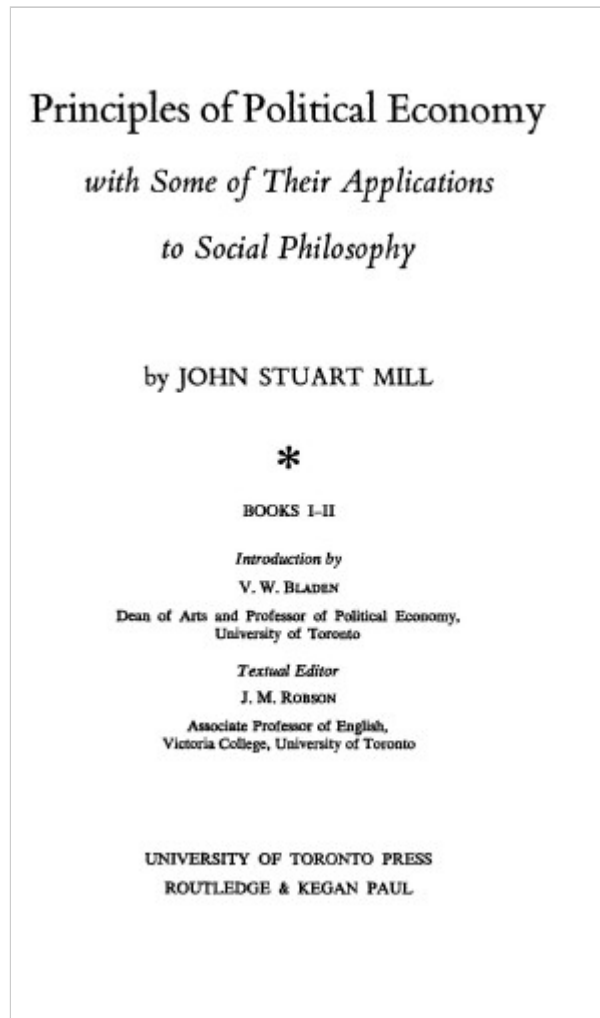 Principles of Political Economy
with Some of Their Applications
to Social Philosophy
by JOHN STUART MILL
*
BOOKS I–II
Introduction by
V. W. BLADEN
Dean of Arts and Professor of Political Economy,
University of Toronto
Textual Editor
J. M. ROBSON
Associate Professor of English,
Victoria College, University of Toronto
UNIVERSITY OF TORONTO PRESS
ROUTLEDGE & KEGAN PAUL